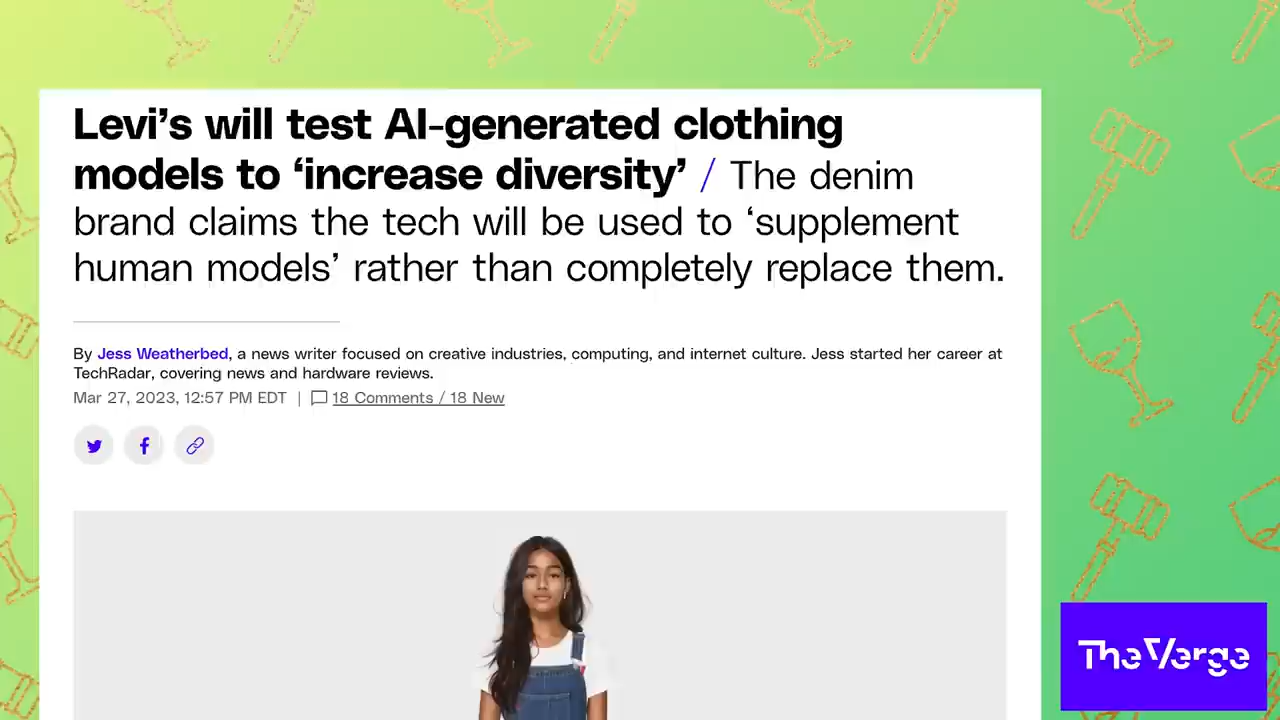 Levi’s will test AI-generated clothing
models to ‘increase diversity’ / The denim
brand claims the tech will be used to ‘supplement
human models’ rather than completely replace them.
By Jess Weatherbed, a news writer focused on creative industries, computing, and internet culture. Jess started her career at
TechRadar, covering news and hardware reviews.
Mar 27, 2023, 12:57 PM EDT | 18 Comments / 18 New
TheVerge